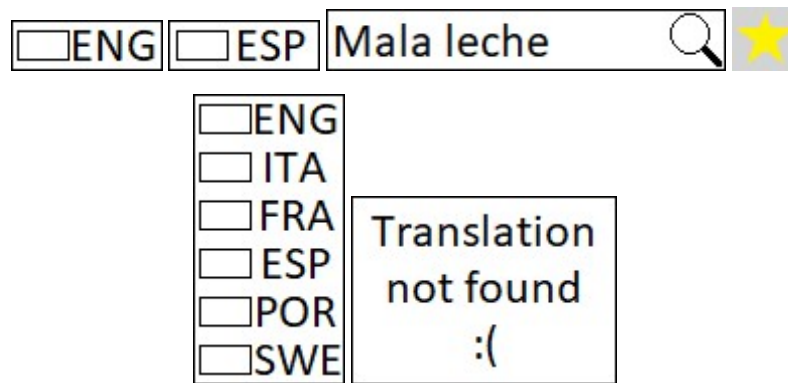 ENG ESP Mala leche
ENG
ITA
FRA
ESP
POR
SWE
Translation
not found
:(